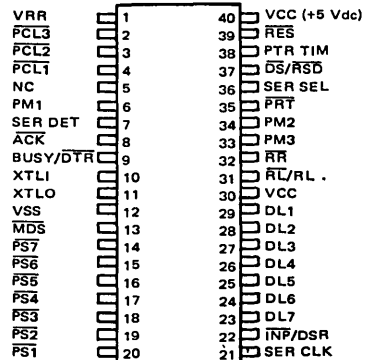 VRR 1 40 VCC (+5 Vdc)
PCL3 2 39 RES
PCL2 3 38 PTR TIM
PCL1 4 37 DS/RSD
NC 5 36 SER SEL
PM1 6 35 PRT
SER DET 7 34 PM2
ACK 8 33 PM3
BUSY/DTR 9 32 RR
XTLI 10 31 RL/RL .
XTLO 11 30 VCC
VSS 12 29 DL1
MDS 13 28 DL2
PS7 14 27 DL3
PS6 15 26 DL4
PS5 16 25 DL5
PS4 17 24 DL6
PS3 18 23 DL7
PS2 19 22 INP/DSR
PS1 20 21 SER CLK